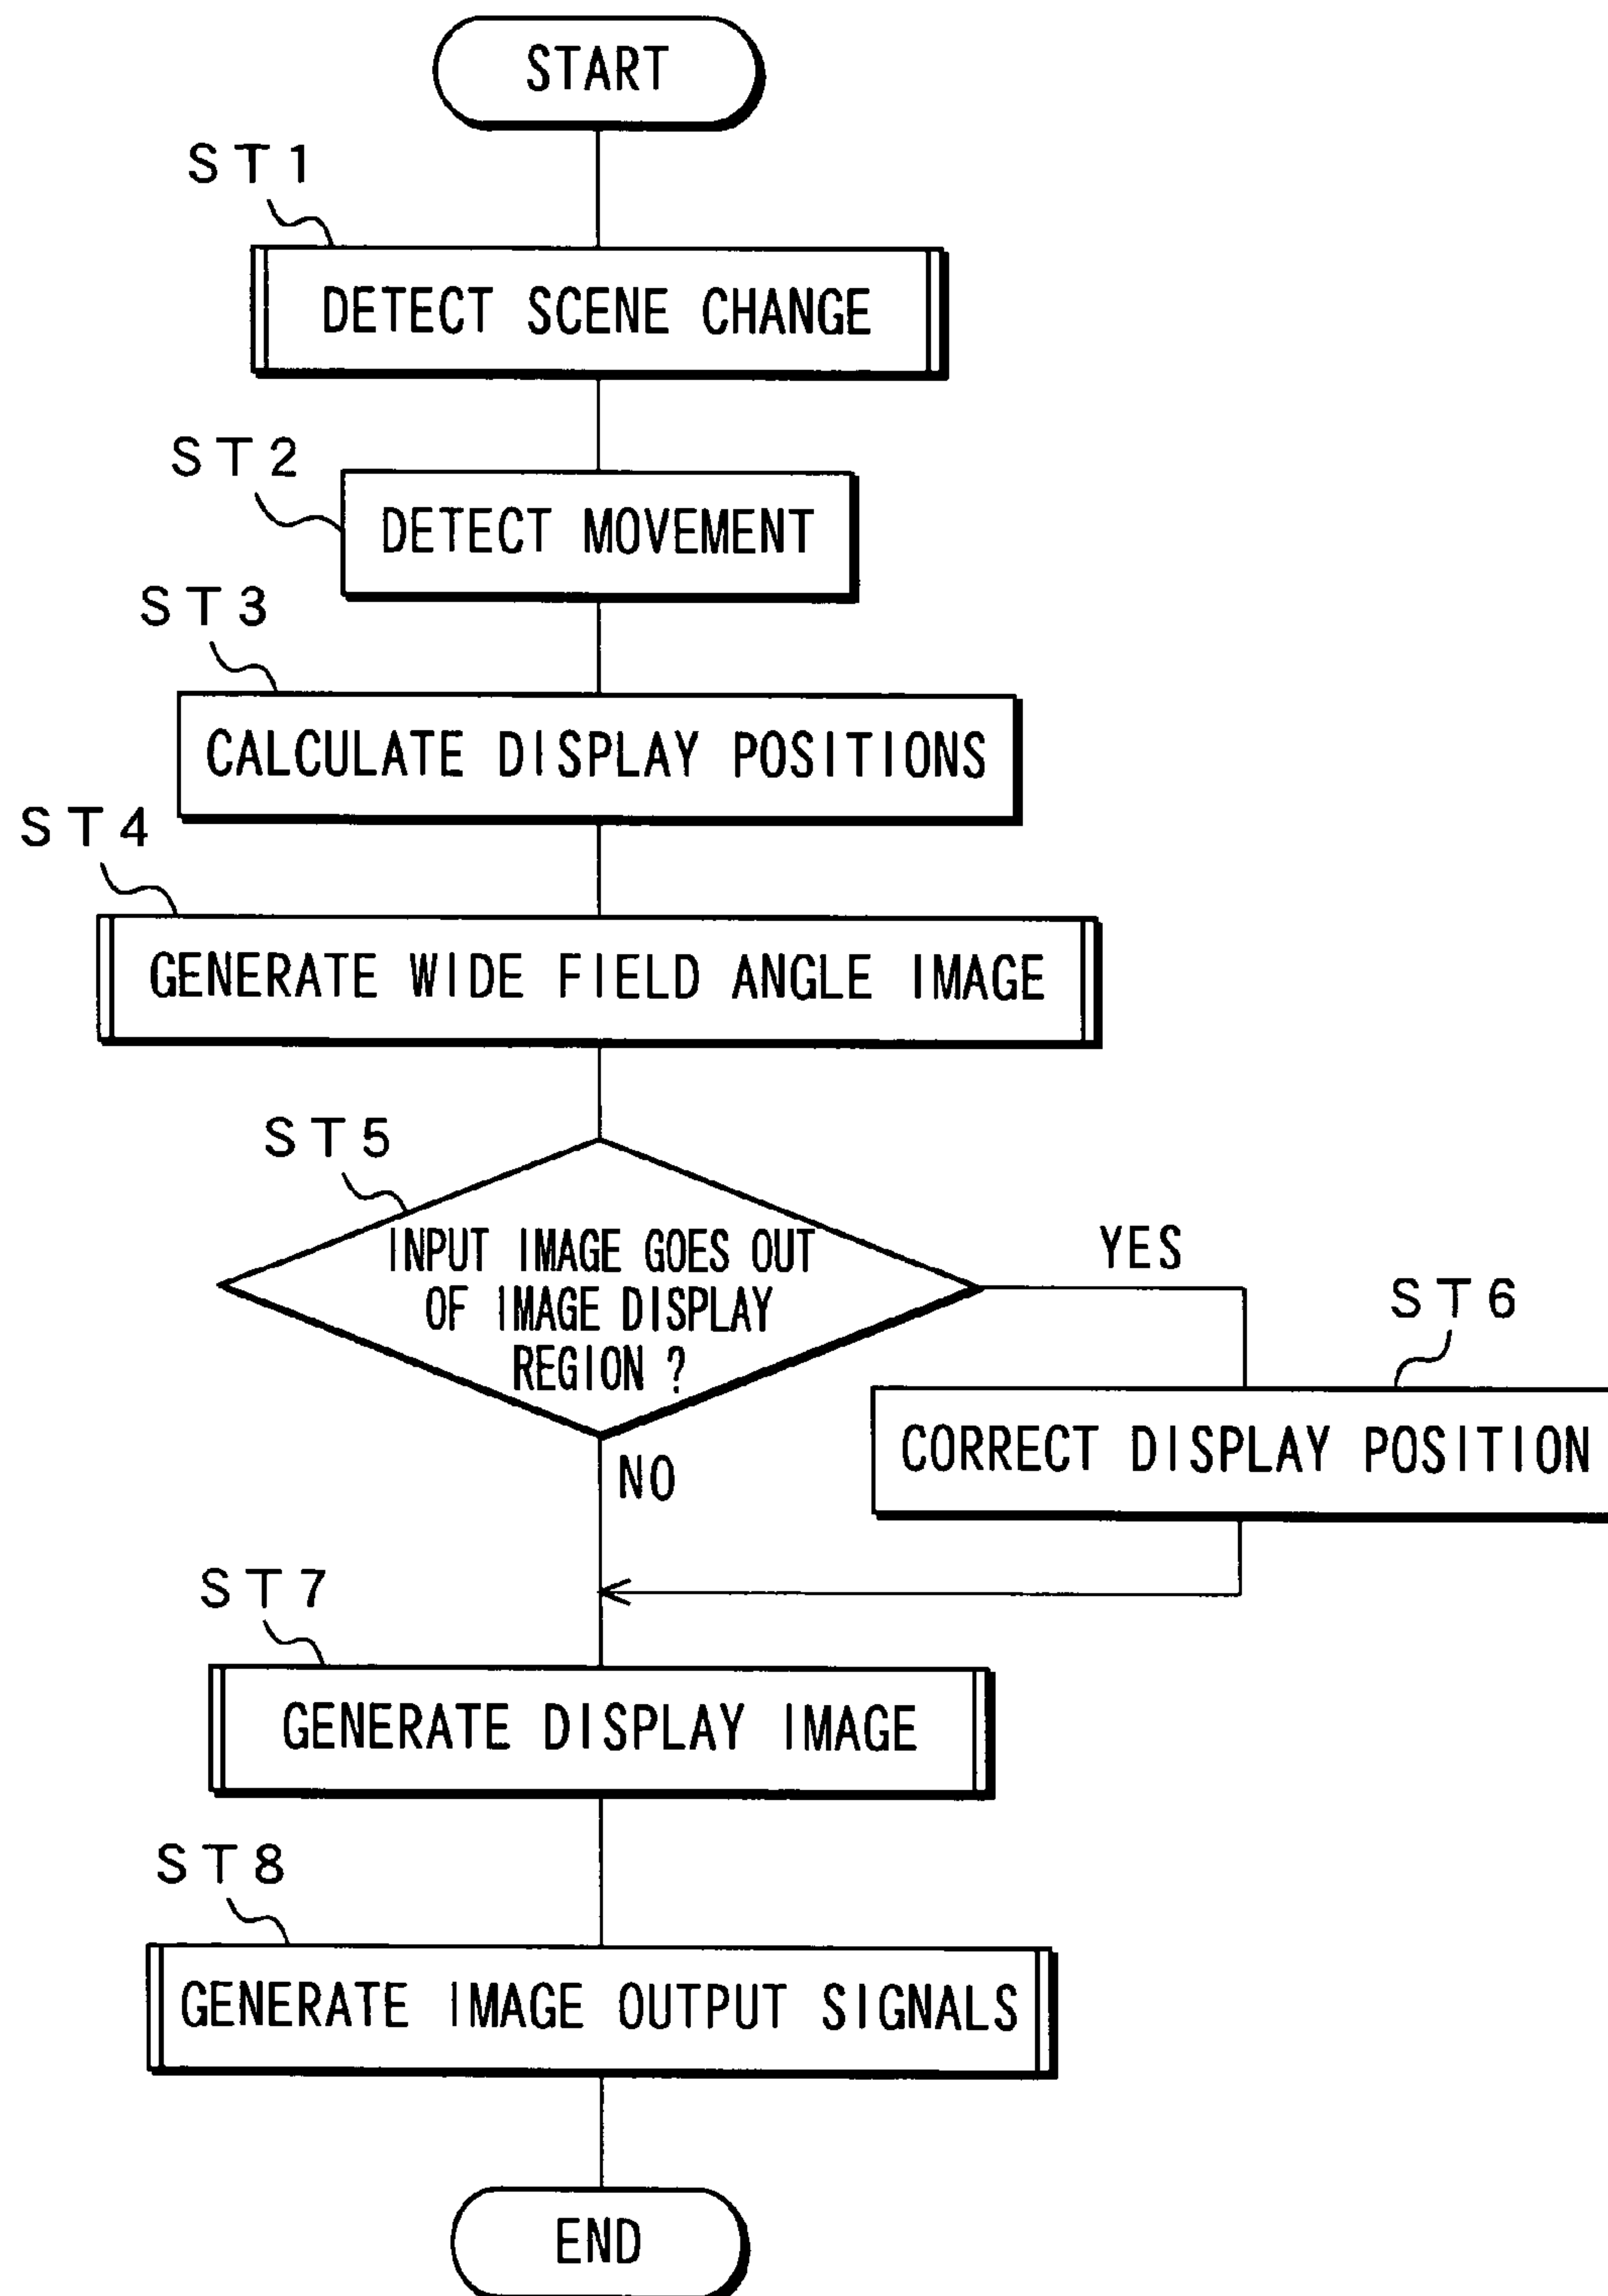 START
ST1
DETECT SCENE CHANGE
ST2
DETECT MOVEMENT
ST3
CALCULATE DISPLAY POSITIONS
ST4
GENERATE WIDE FIELD ANGLE IMAGE
ST5
INPUT IMAGE GOES OUT
OF IMAGE DISPLAY
REGION ?
YES
ST6
CORRECT DISPLAY POSITION
NO
ST7
GENERATE DISPLAY IMAGE
ST8
GENERATE IMAGE OUTPUT SIGNALS
END